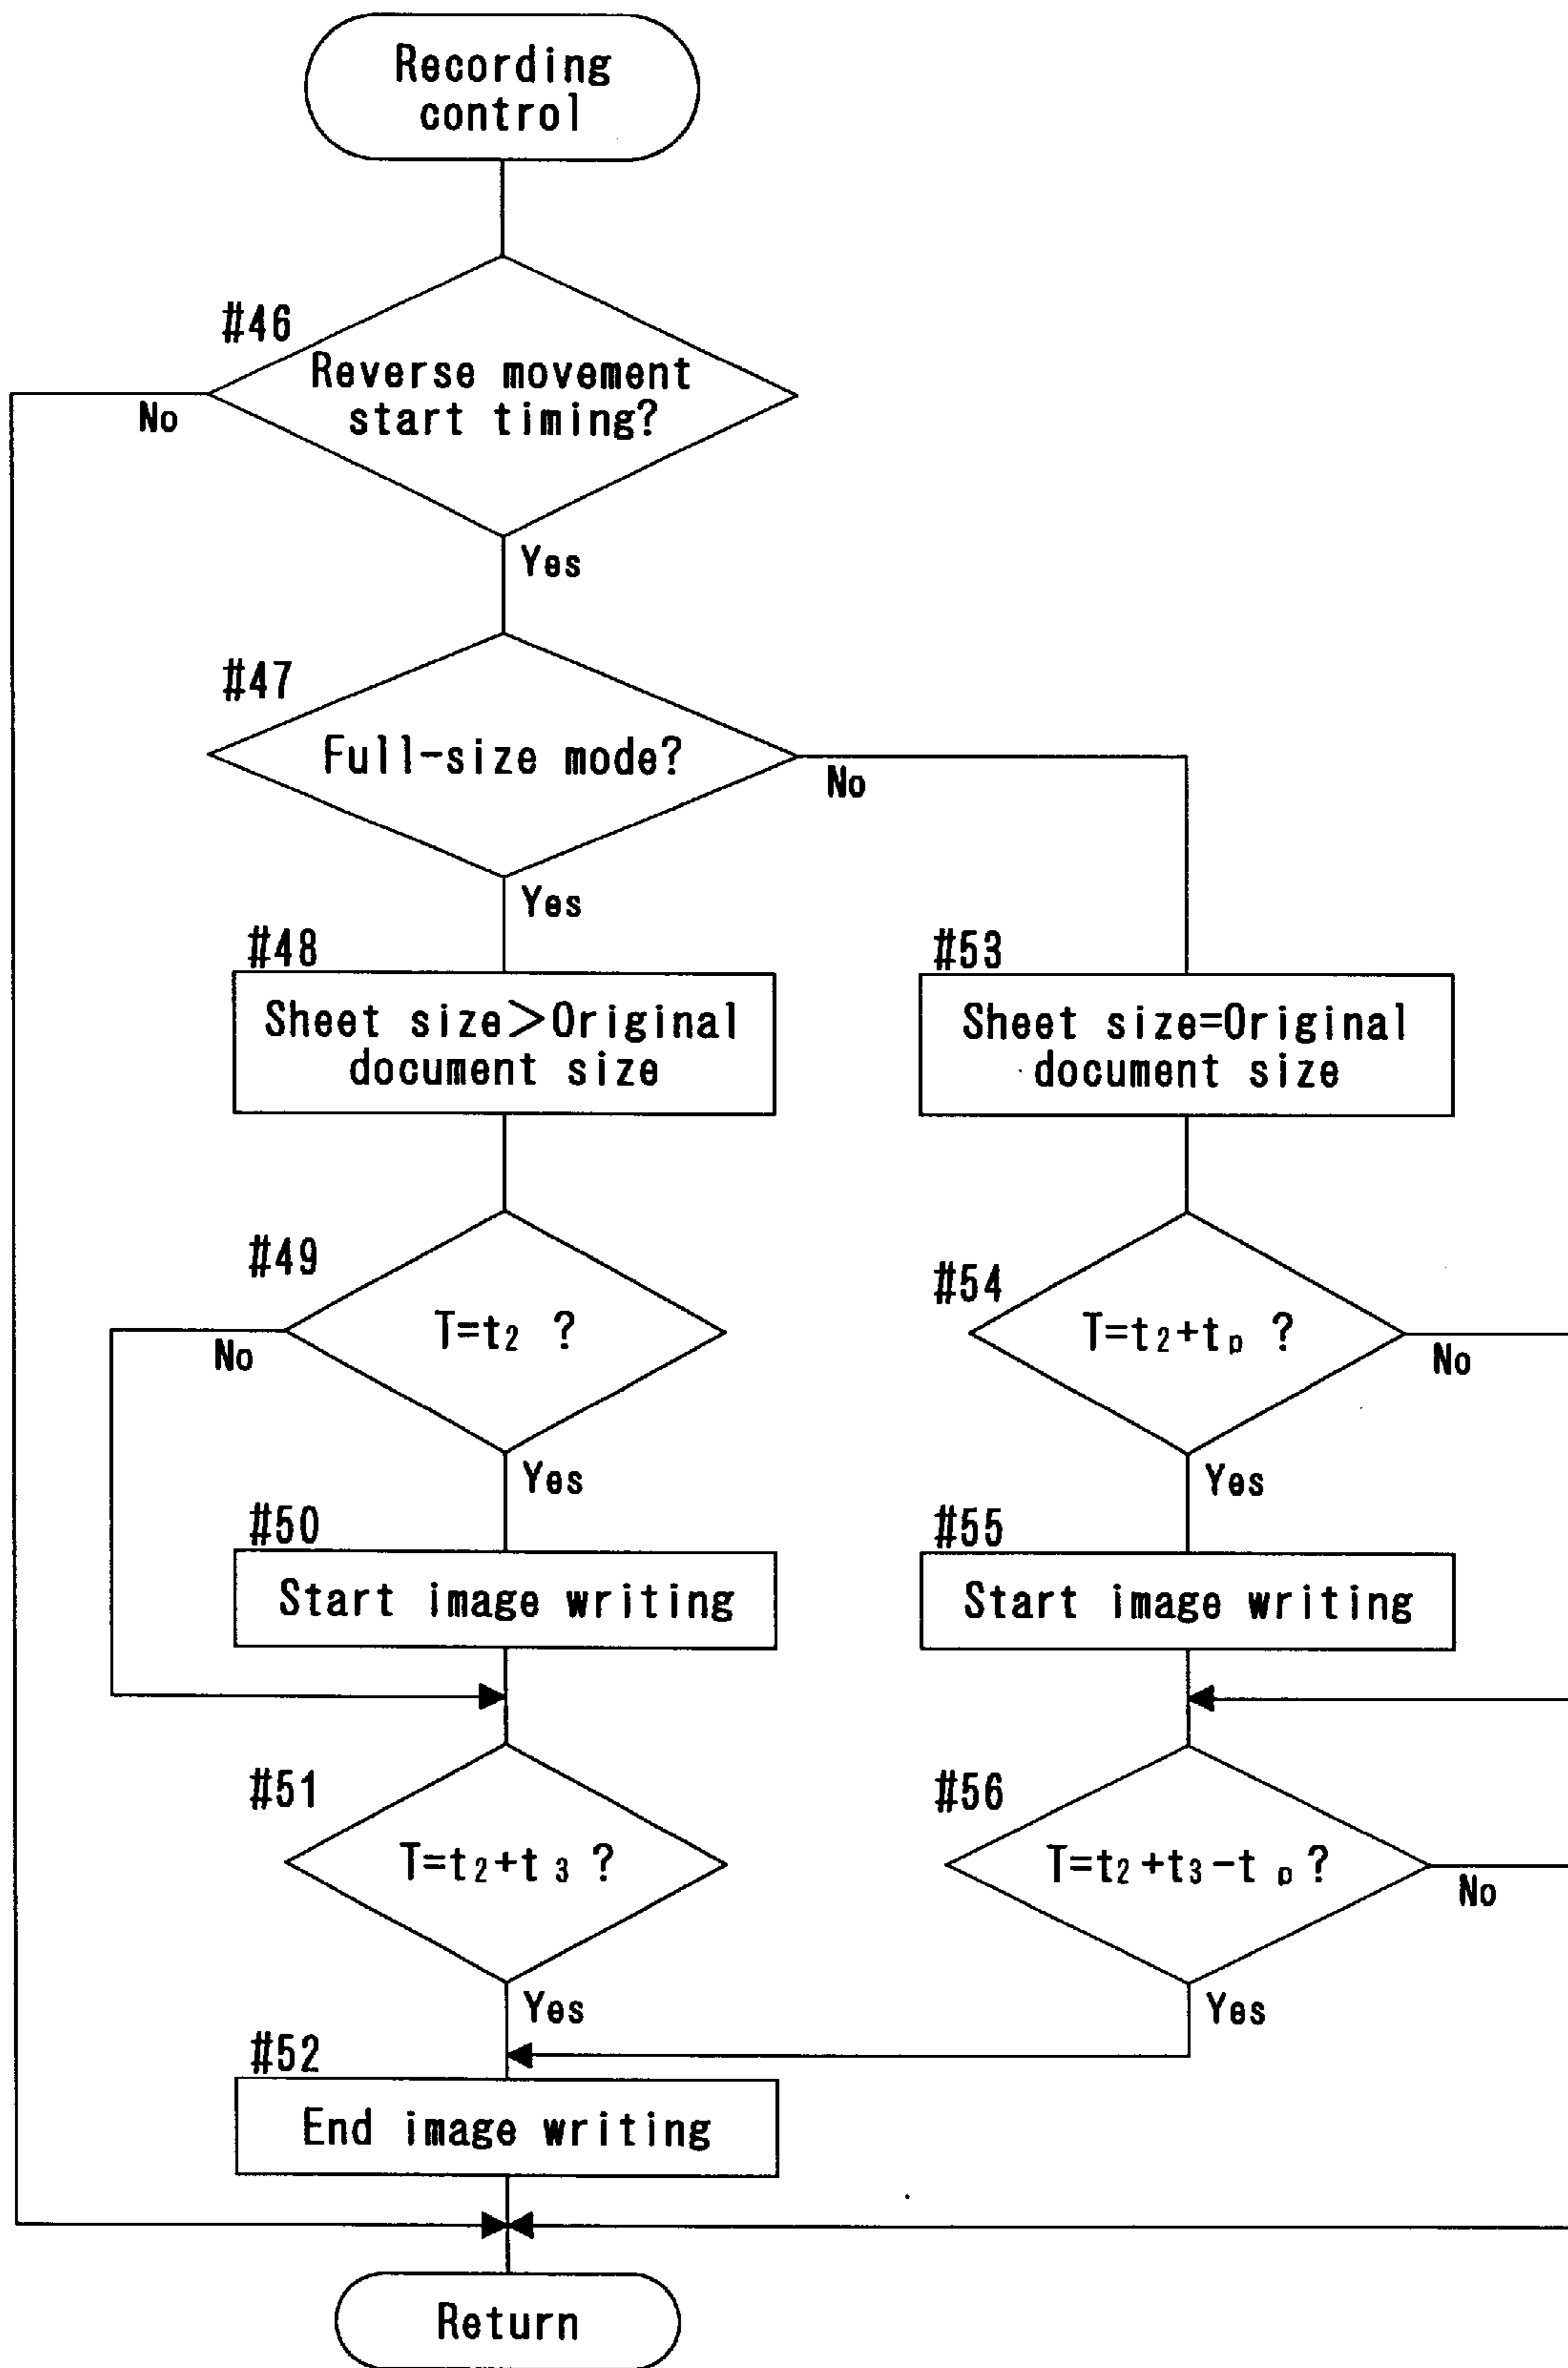 Recording
control
#46
Reverse movement
start timing?
No
Yes
#47
Full-size mode?
No
Yes
#48
Sheet size>Original
document size
#53
Sheet size=Original
document size
#49
T=t₂ ?
No
Yes
#54
T=t₂+tₚ ?
No
Yes
#50
Start image writing
#55
Start image writing
#51
T=t₂+t₃ ?
Yes
#56
T=t₂+t₃-tₚ ?
No
Yes
#52
End image writing
Return